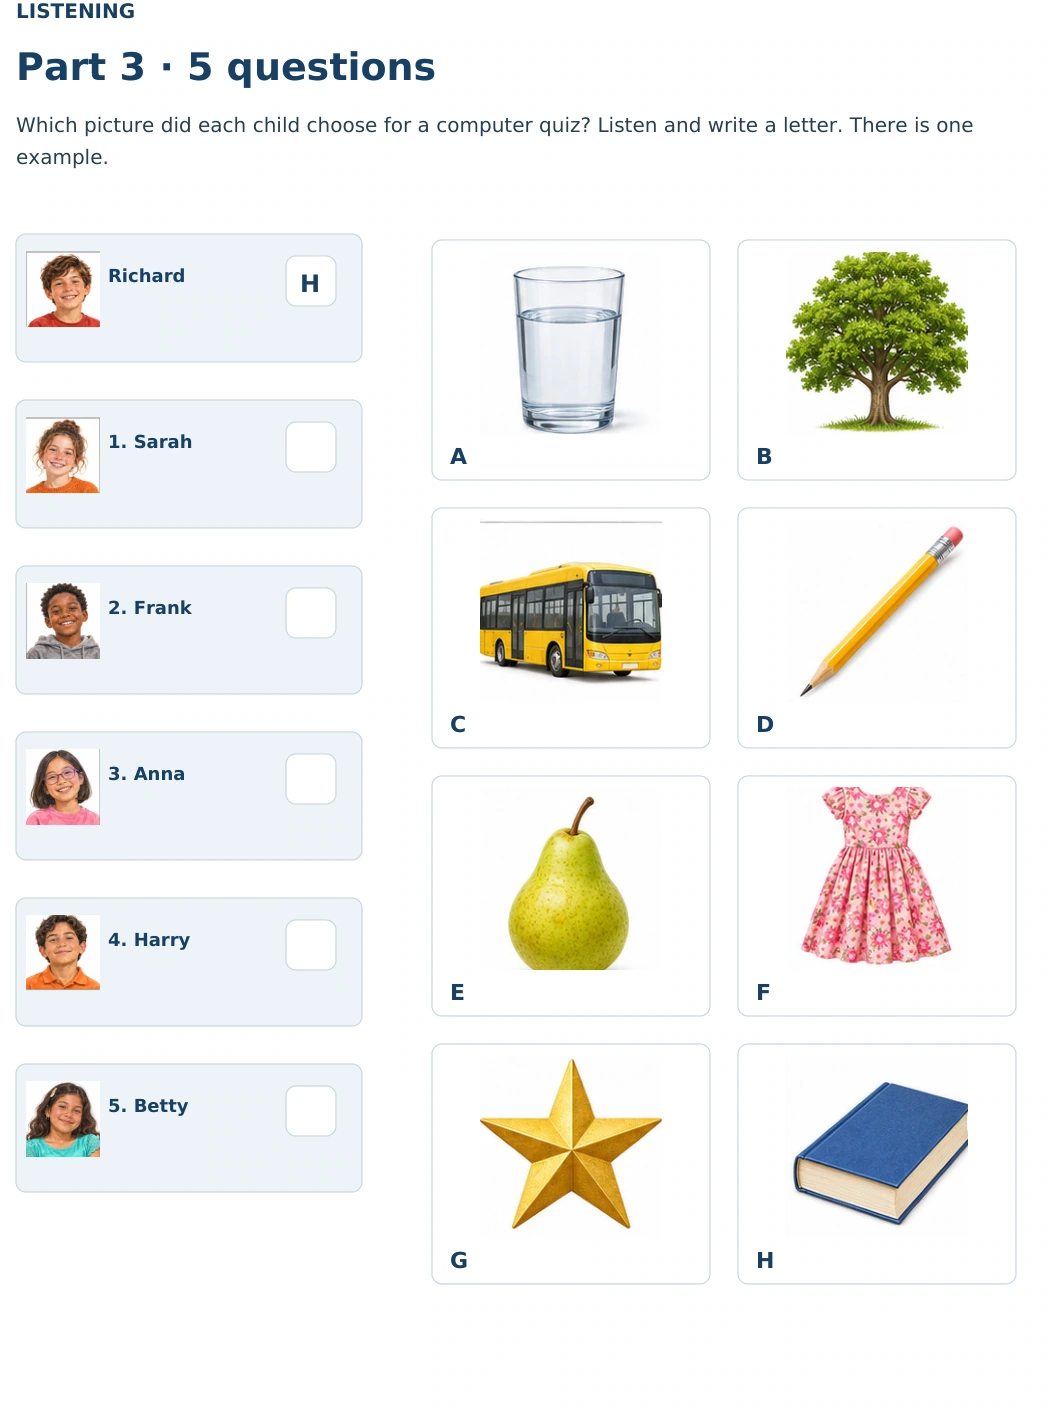 LISTENING
Part 3 · 5 questions
Which picture did each child choose for a computer quiz? Listen and write a letter. There is one
example.
Richard
H
1. Sarah
2. Frank
3. Anna
4. Harry
5. Betty
A
B
C
D
E
F
G
H